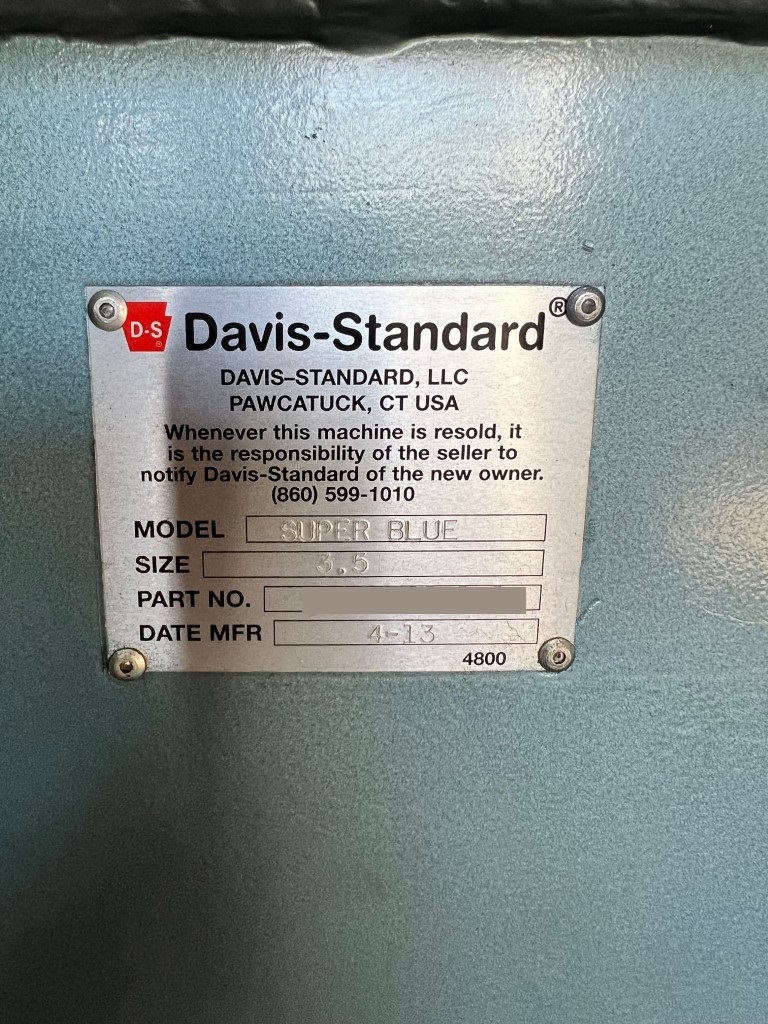 D-S Davis-Standard®
DAVIS–STANDARD, LLC
PAWCATUCK, CT USA
Whenever this machine is resold, it
is the responsibility of the seller to
notify Davis-Standard of the new owner.
(860) 599-1010
MODEL SUPER BLUE
SIZE 3.5
PART NO.
DATE MFR 4-13
4800